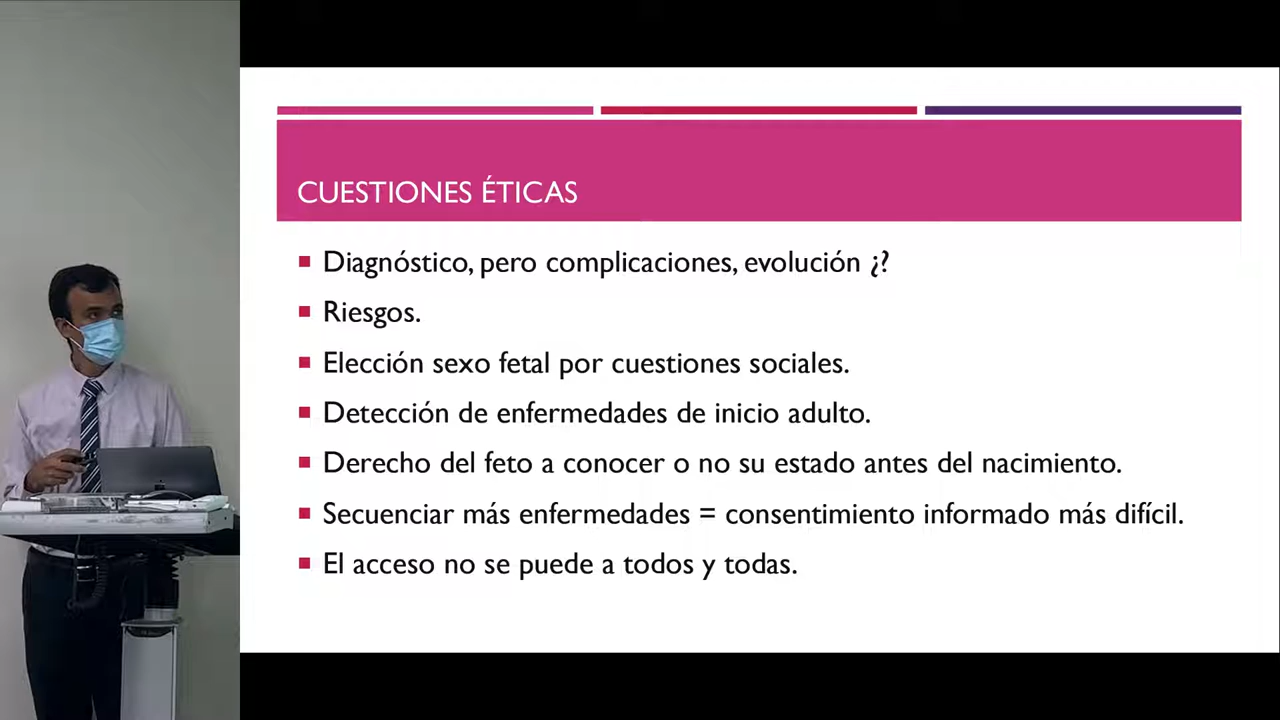 CUESTIONES ÉTICAS
Diagnóstico, pero complicaciones, evolución ¿?
Riesgos.
Elección sexo fetal por cuestiones sociales.
Detección de enfermedades de inicio adulto.
Derecho del feto a conocer o no su estado antes del nacimiento.
Secuenciar más enfermedades = consentimiento informado más difícil.
El acceso no se puede a todos y todas.